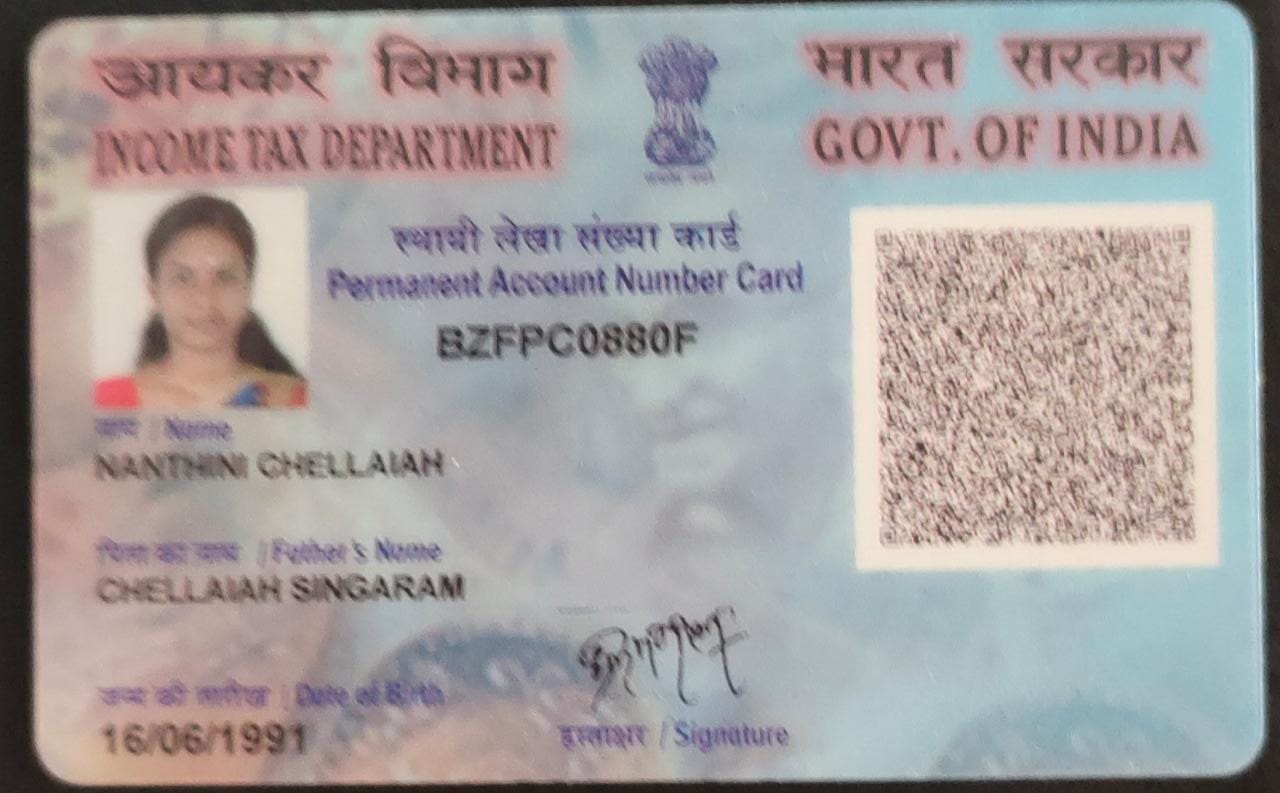 आयकर विभाग
INCOME TAX DEPARTMENT
भारत सरकार
GOVT. OF INDIA
स्थायी लेखा संख्या कार्ड
Permanent Account Number Card
BZFPC0880F
नाम / Name
NANTHINI CHELLAIAH
पिता का नाम / Father's Name
CHELLAIAH SINGARAM
जन्म की तारीख / Date of Birth
16/06/1991
हस्ताक्षर / Signature